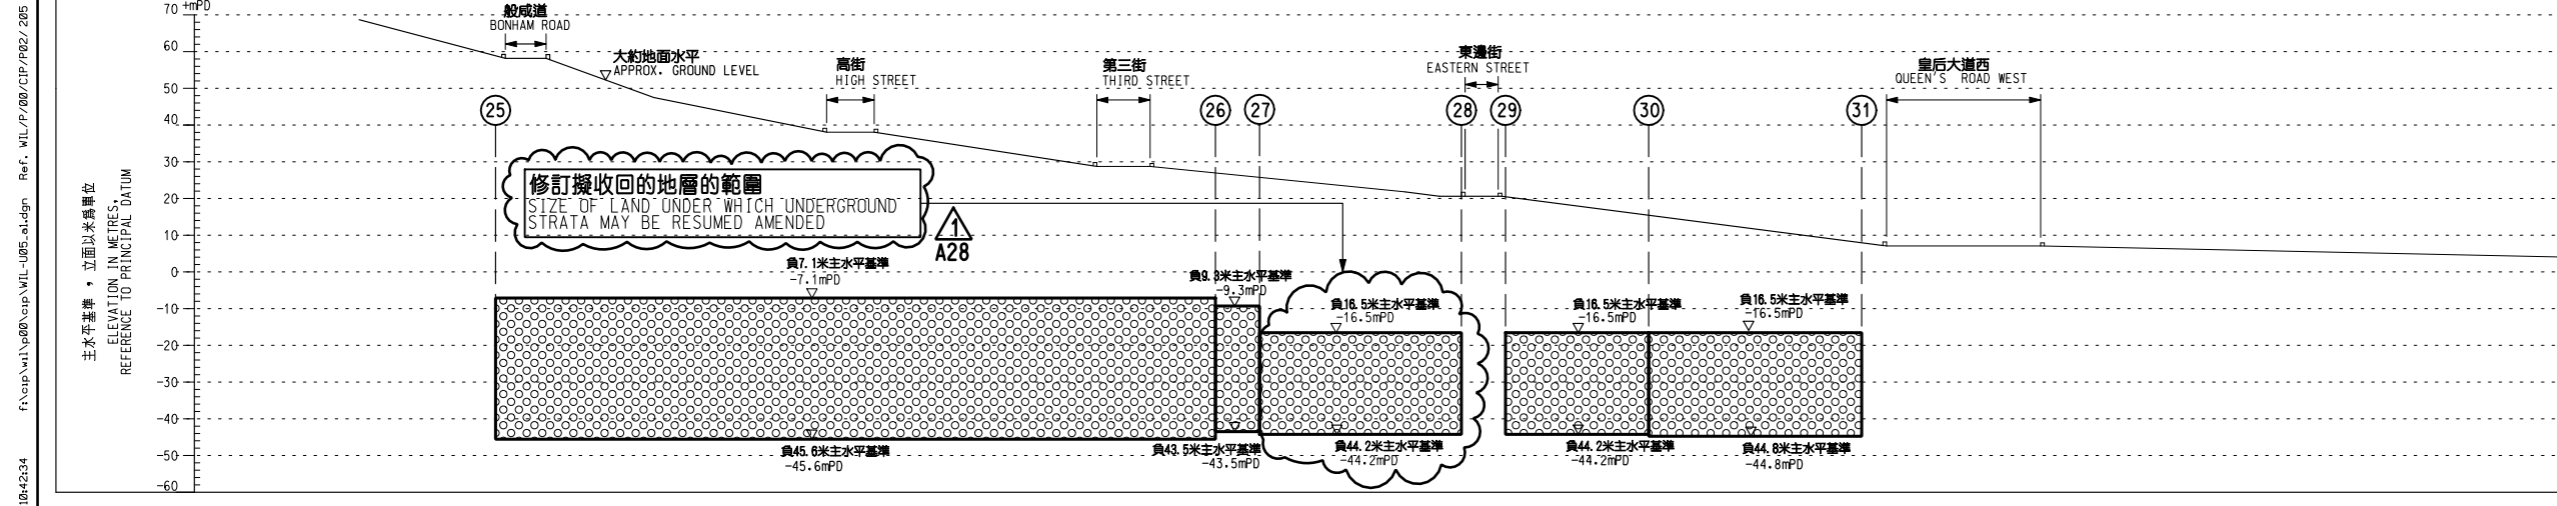 70 +mPD
60
50
40
30
20
10
0
-10
-20
-30
-40
-50
-60
主水平基準，立面以米為單位
ELEVATION IN METRES,
REFERENCE TO PRINCIPAL DATUM
般咸道
BONHAM ROAD
大約地面水平
APPROX. GROUND LEVEL
高街
HIGH STREET
第三街
THIRD STREET
東邊街
EASTERN STREET
皇后大道西
QUEEN'S ROAD WEST
25
26
27
28
29
30
31
修訂擬收回的地層的範圍
SIZE OF LAND UNDER WHICH UNDERGROUND
STRATA MAY BE RESUMED AMENDED
1
A28
負7.1米主水平基準
-7.1mPD
負9.3米主水平基準
-9.3mPD
負16.5米主水平基準
-16.5mPD
負16.5米主水平基準
-16.5mPD
負16.5米主水平基準
-16.5mPD
負45.6米主水平基準
-45.6mPD
負43.5米主水平基準
-43.5mPD
負44.2米主水平基準
-44.2mPD
負44.2米主水平基準
-44.2mPD
負44.8米主水平基準
-44.8mPD
10:42:34 f:\cip\wil\p00\cip\WIL-U05_a1.dgn Ref. WIL/P/00/CIP/P02/205